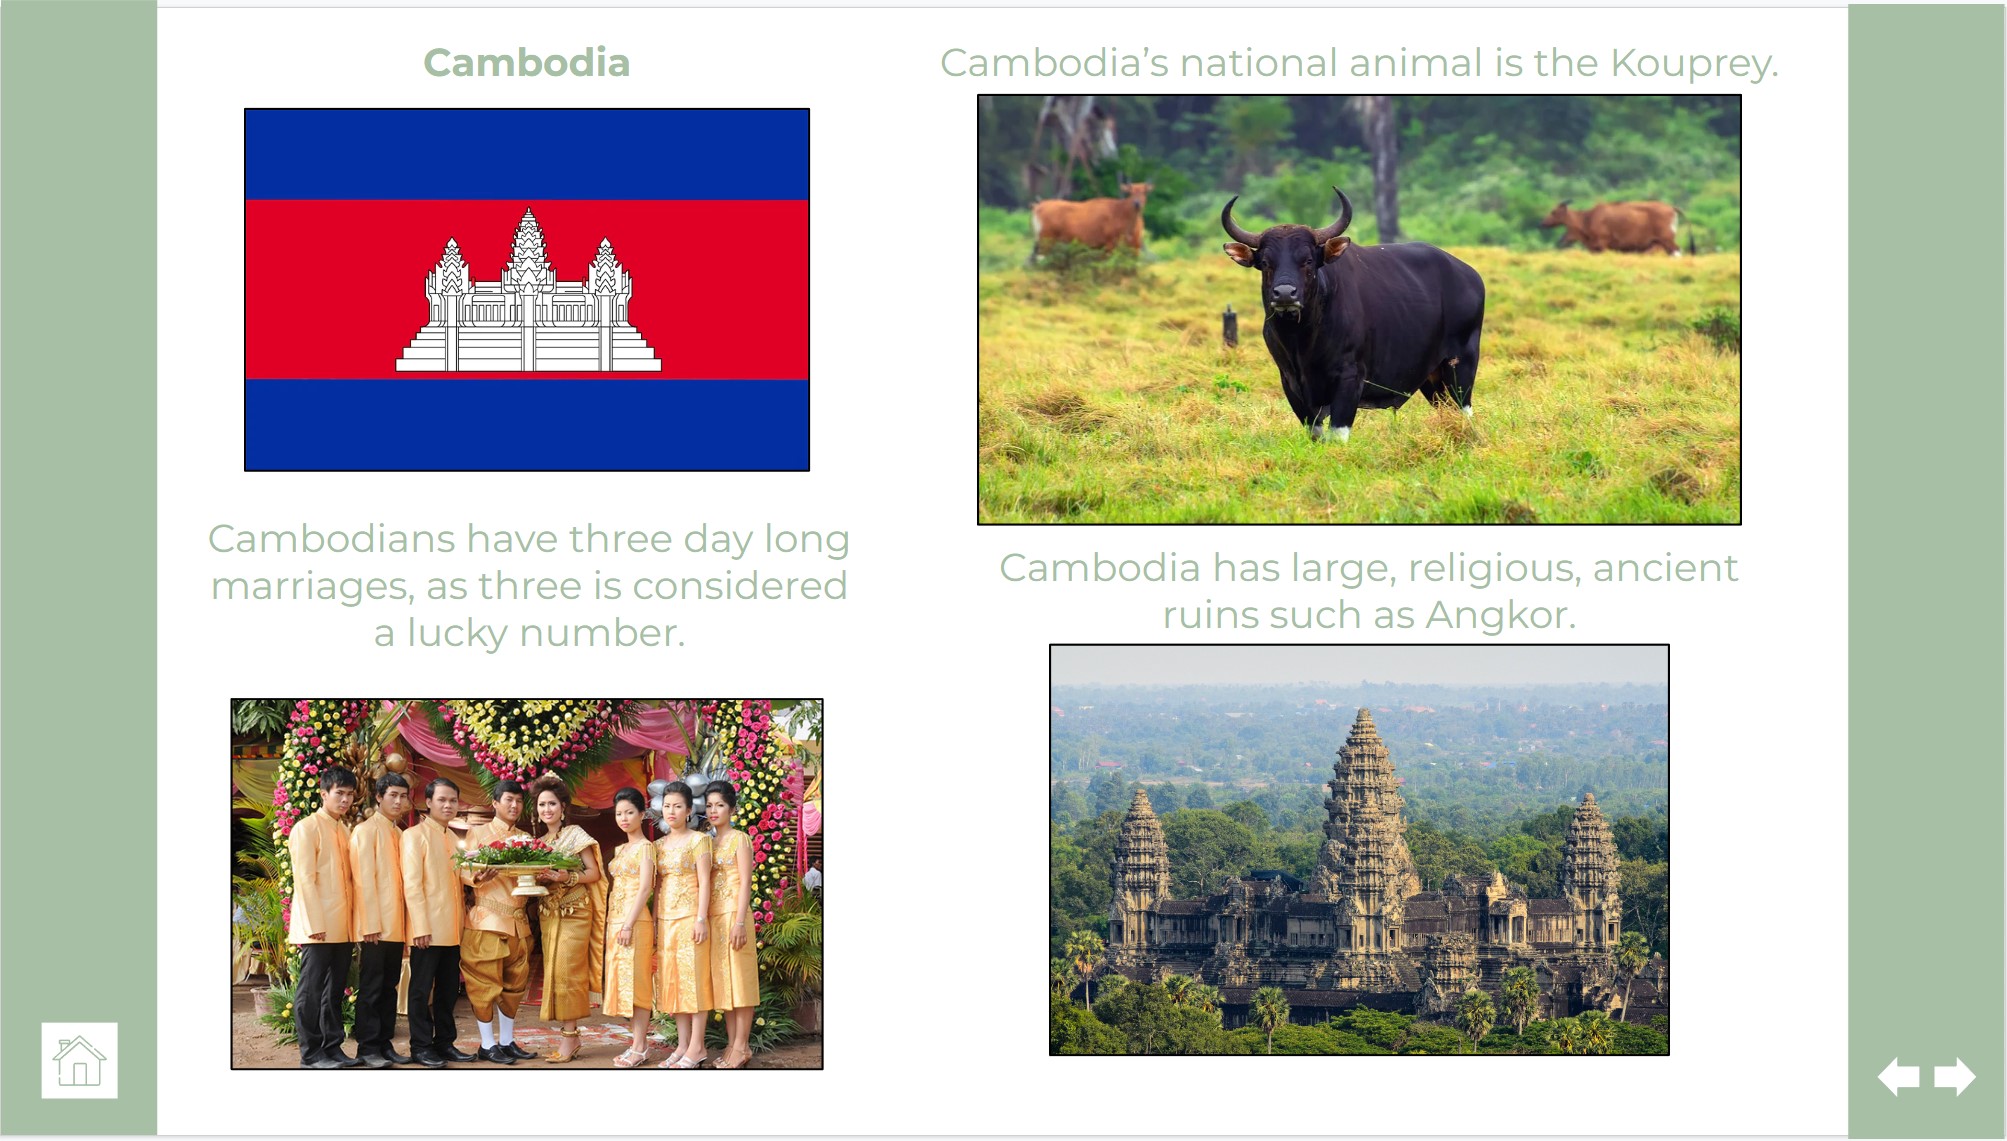 Cambodia
Cambodians have three day long
marriages, as three is considered
a lucky number.
Cambodia’s national animal is the Kouprey.
Cambodia has large, religious, ancient
ruins such as Angkor.